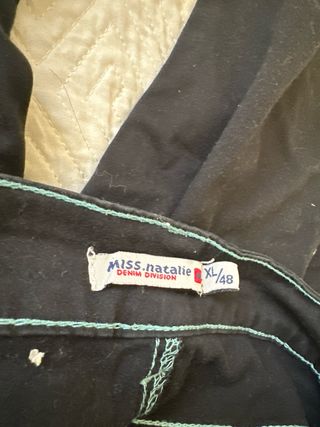 Miss.natalie
DENIM DIVISION
XL/48